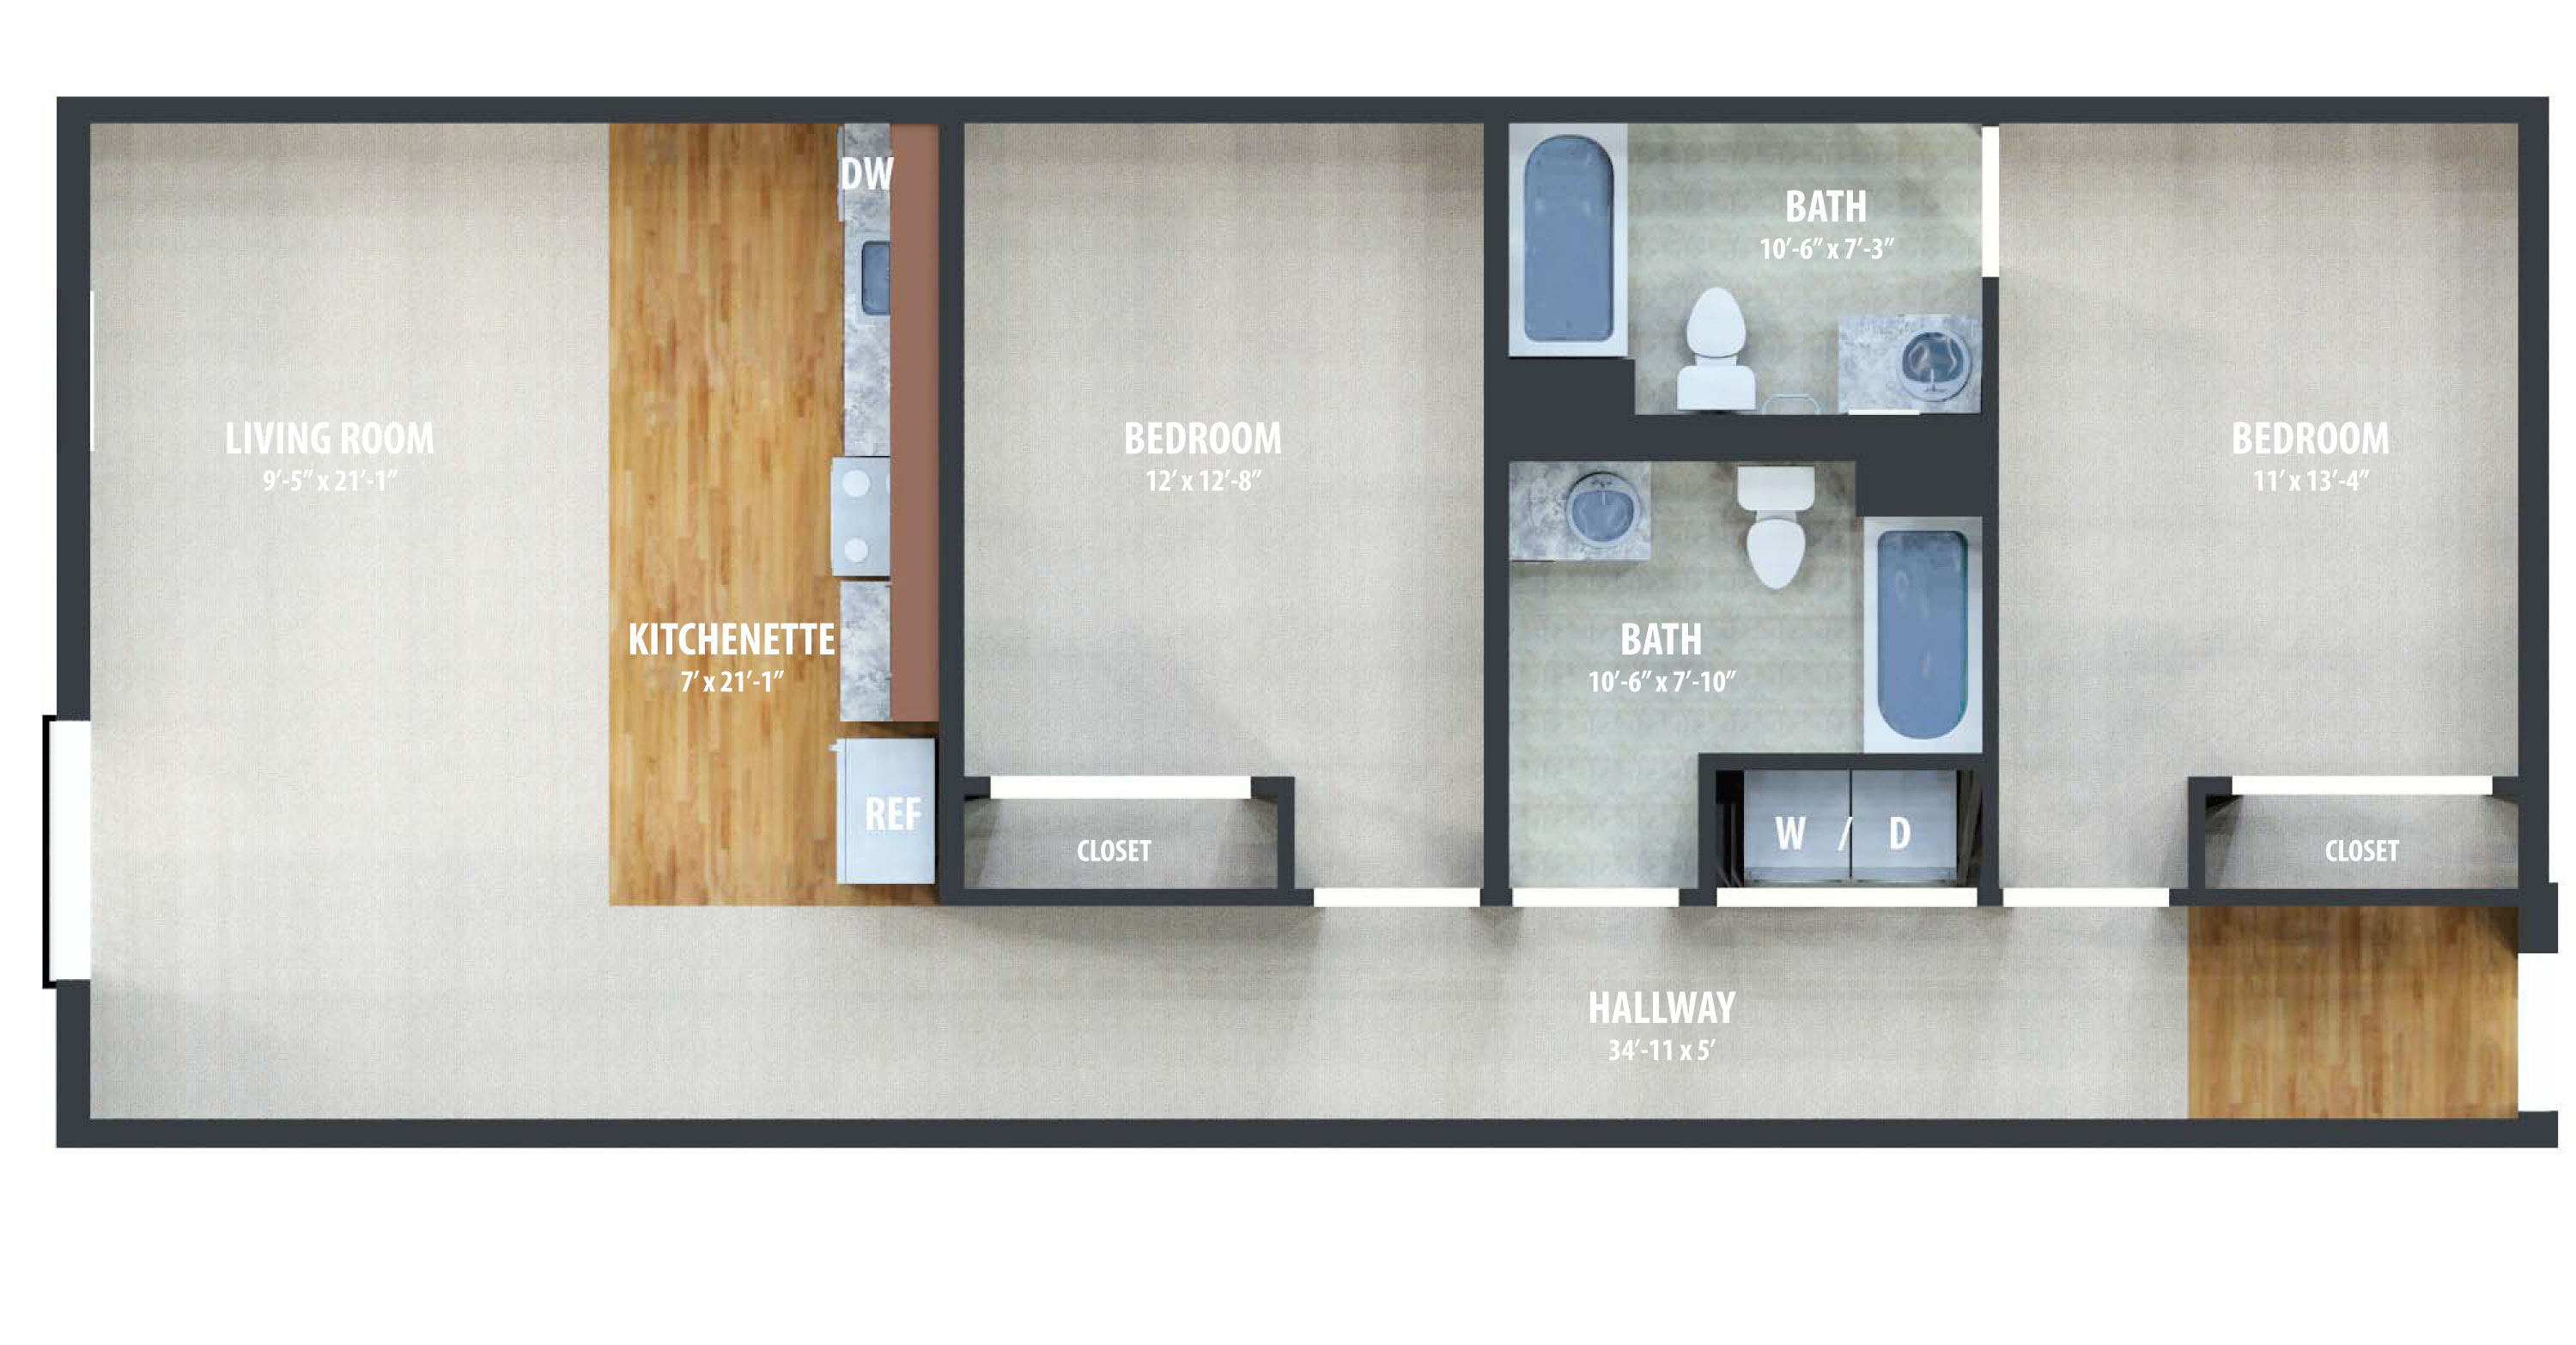 DW
BATH
10′-6″ x 7′-3″
LIVING ROOM
9′-5″ x 21′-1″
BEDROOM
12′ x 12′-8″
BEDROOM
11′ x 13′-4″
KITCHENETTE
7′ x 21′-1″
BATH
10′-6″ x 7′-10″
REF
W / D
CLOSET
CLOSET
HALLWAY
34′-11 x 5′